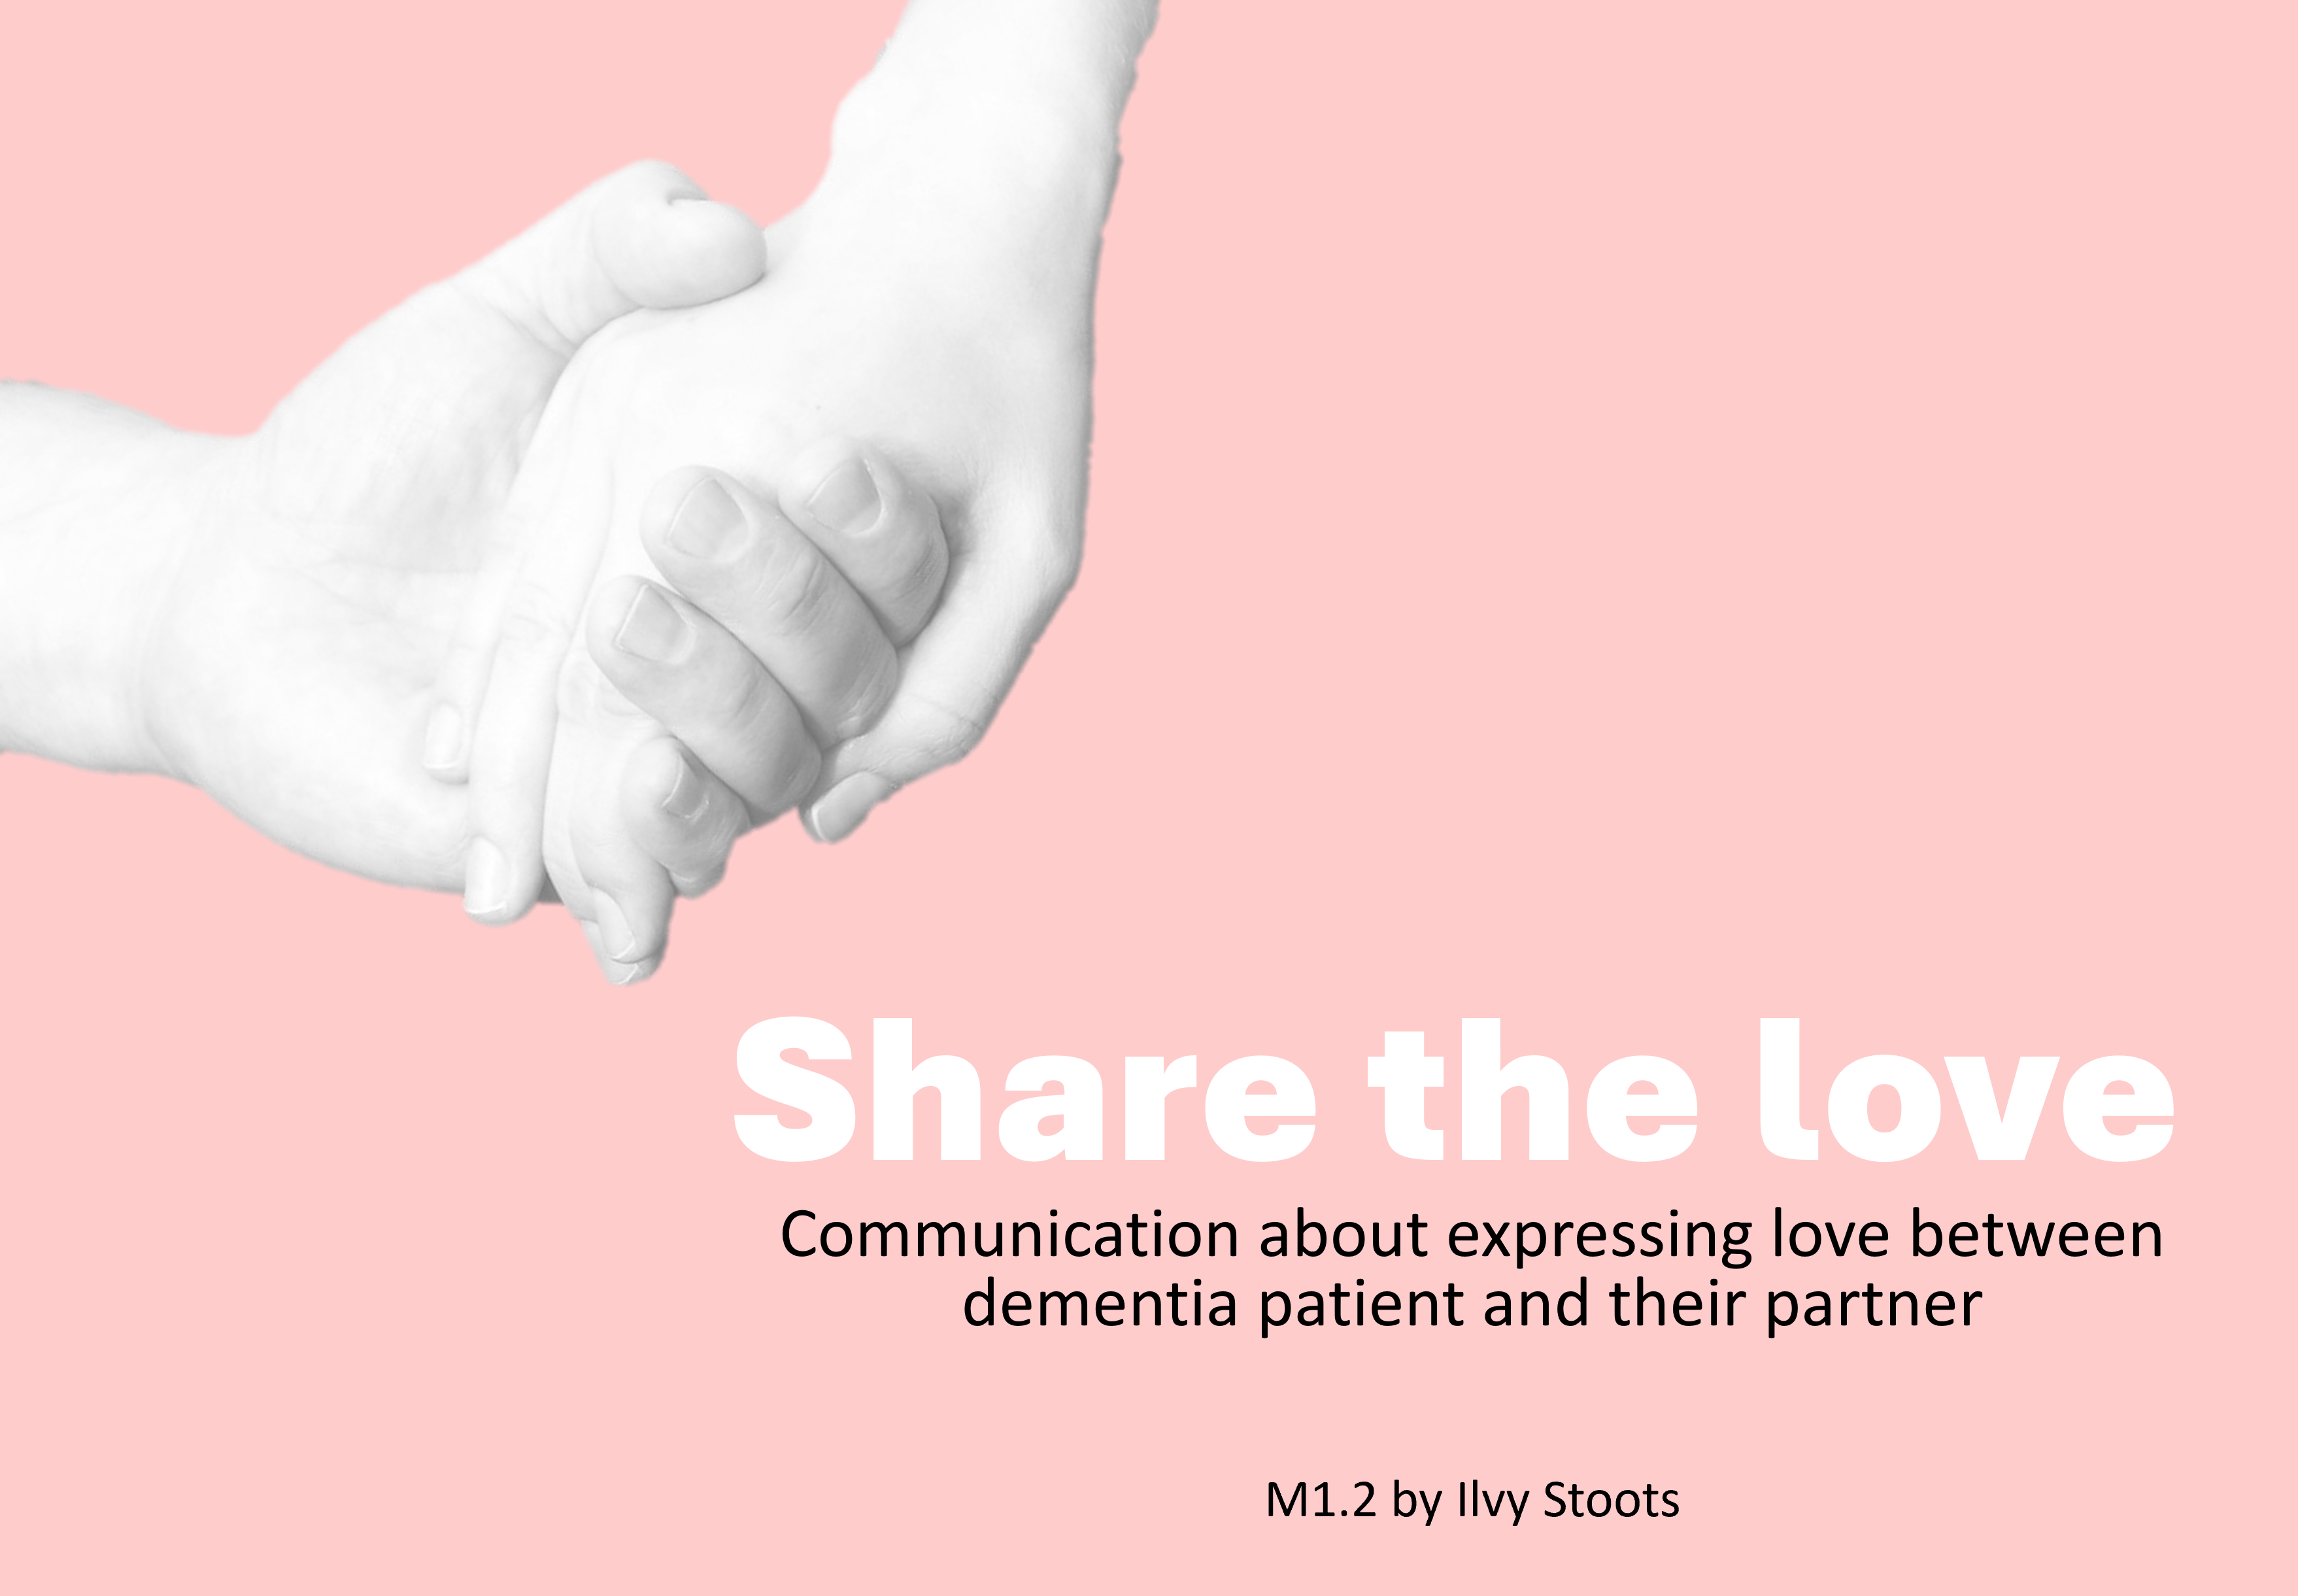 Share the love
Communication about expressing love between
dementia patient and their partner
M1.2 by Ilvy Stoots